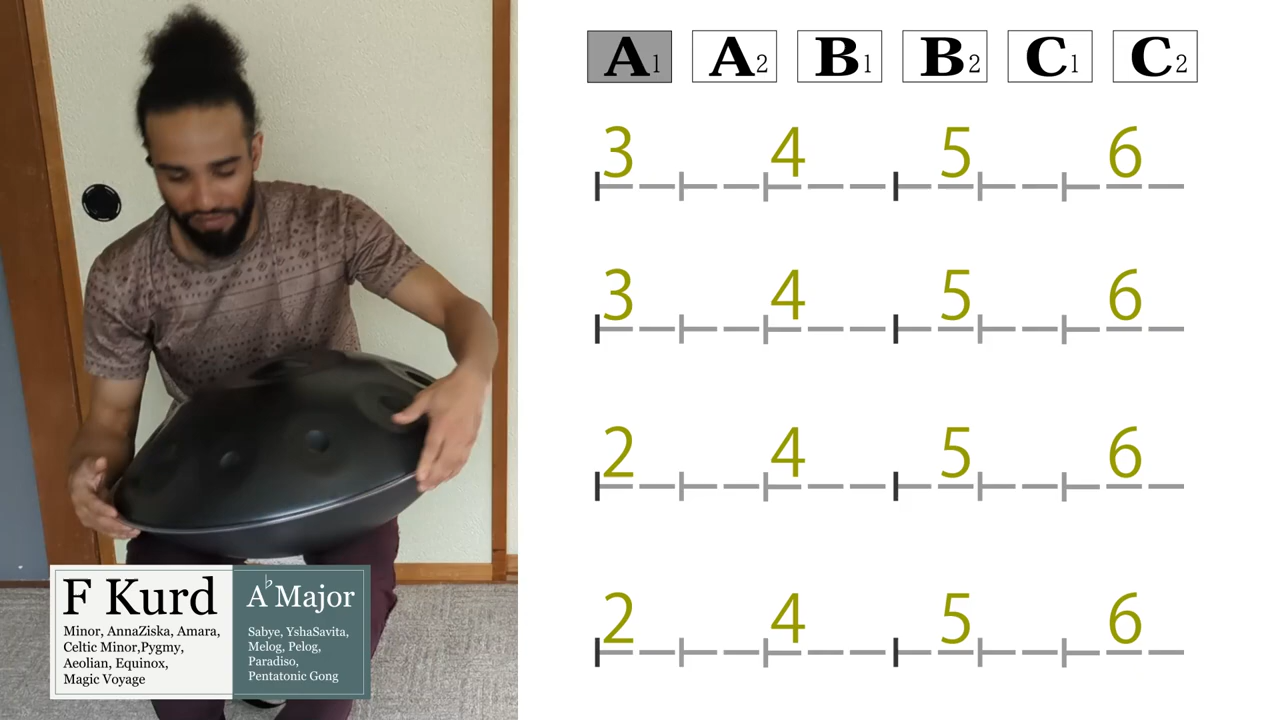 A1 A2 B1 B2 C1 C2
3 4 5 6
3 4 5 6
2 4 5 6
2 4 5 6
F Kurd
Minor, AnnaZiska, Amara,
Celtic Minor,Pygmy,
Aeolian, Equinox,
Magic Voyage
A♭ Major
Sabye, YshaSavita,
Melog, Pelog,
Paradiso,
Pentatonic Gong